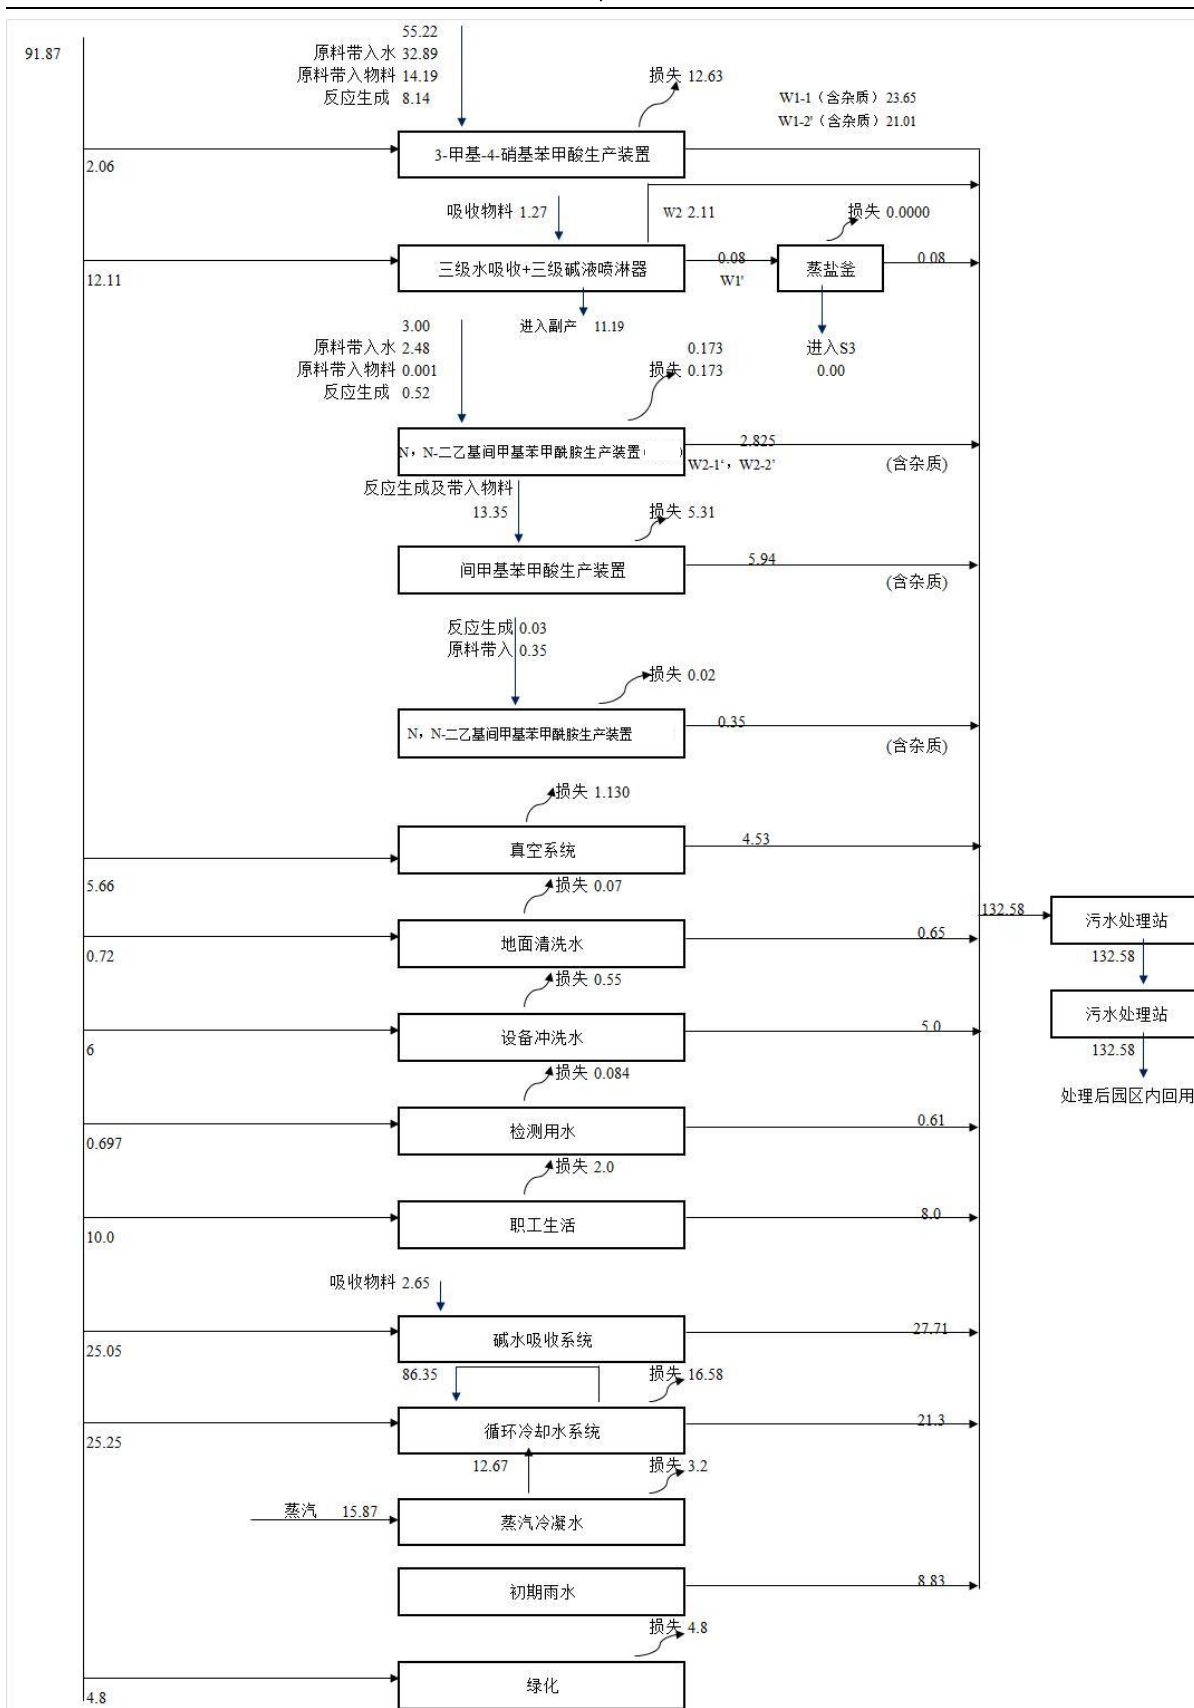 55.22
91.87
原料带入水 32.89
原料带入物料 14.19
反应生成 8.14
损失 12.63
W1-1（含杂质）23.65
W1-2'（含杂质）21.01
3-甲基-4-硝基苯甲酸生产装置
2.06
吸收物料 1.27
W2 2.11
损失 0.0000
三级水吸收+三级碱液喷淋器
0.08
W1'
蒸盐釜
0.08
12.11
进入副产 11.19
进入S3
0.00
3.00
原料带入水 2.48
原料带入物料 0.001
反应生成 0.52
0.173
损失 0.173
N，N-二乙基间甲基苯甲酰胺生产装置（ ）
2.825
W2-1‘，W2-2’
(含杂质)
反应生成及带入物料
13.35
损失 5.31
间甲基苯甲酸生产装置
5.94
(含杂质)
反应生成 0.03
原料带入 0.35
损失 0.02
N，N-二乙基间甲基苯甲酰胺生产装置
0.35
(含杂质)
损失 1.130
真空系统
4.53
5.66
损失 0.07
地面清洗水
0.65
0.72
132.58
污水处理站
132.58
损失 0.55
设备冲洗水
5.0
6
污水处理站
132.58
处理后园区内回用
损失 0.084
检测用水
0.61
0.697
损失 2.0
职工生活
8.0
10.0
吸收物料 2.65
碱水吸收系统
27.71
25.05
86.35
损失 16.58
循环冷却水系统
21.3
25.25
12.67
损失 3.2
蒸汽 15.87
蒸汽冷凝水
初期雨水
8.83
损失 4.8
绿化
4.8